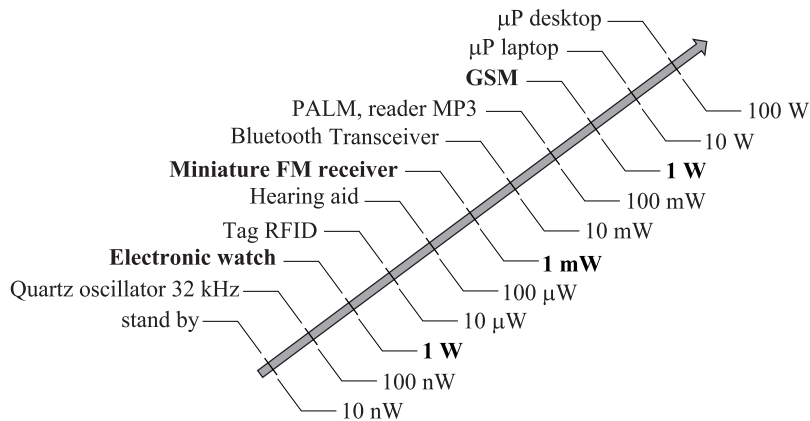 μP desktop
μP laptop
GSM
PALM, reader MP3
100 W
Bluetooth Transceiver
10 W
Miniature FM receiver
1 W
Hearing aid
100 mW
Tag RFID
10 mW
Electronic watch
1 mW
Quartz oscillator 32 kHz
100 μW
stand by
10 μW
1 W
100 nW
10 nW